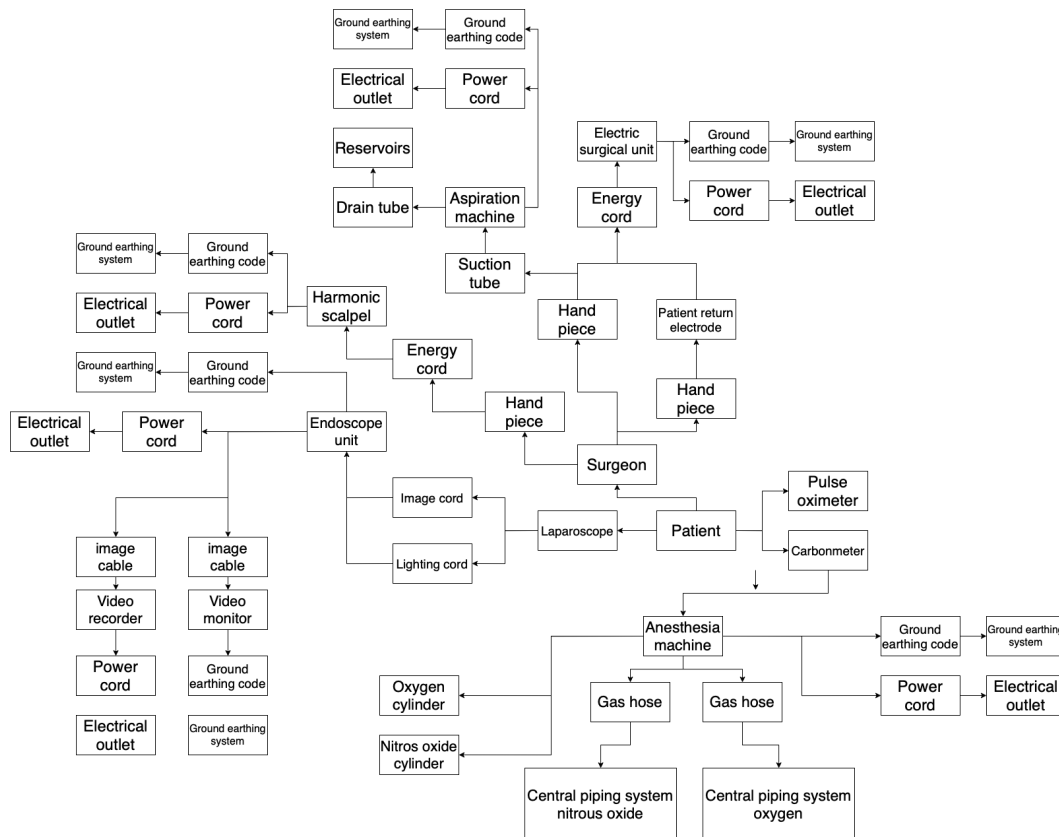 Ground earthing
system
Ground
earthing code
Electrical
outlet
Power
cord
Reservoirs
Electric
surgical unit
Ground
earthing code
Ground earthing
system
Drain tube
Aspiration
machine
Energy
cord
Power
cord
Electrical
outlet
Ground earthing
system
Ground
earthing code
Suction
tube
Electrical
outlet
Power
cord
Harmonic
scalpel
Hand
piece
Patient return
electrode
Ground earthing
system
Ground
earthing code
Energy
cord
Hand
piece
Hand
piece
Electrical
outlet
Power
cord
Endoscope
unit
Surgeon
Pulse
oximeter
Image cord
Laparoscope
Patient
Carbonmeter
image
cable
image
cable
Lighting cord
Video
recorder
Video
monitor
Anesthesia
machine
Ground
earthing code
Ground earthing
system
Power
cord
Ground
earthing code
Oxygen
cylinder
Gas hose
Gas hose
Power
cord
Electrical
outlet
Electrical
outlet
Ground earthing
system
Nitros oxide
cylinder
Central piping system
nitrous oxide
Central piping system
oxygen